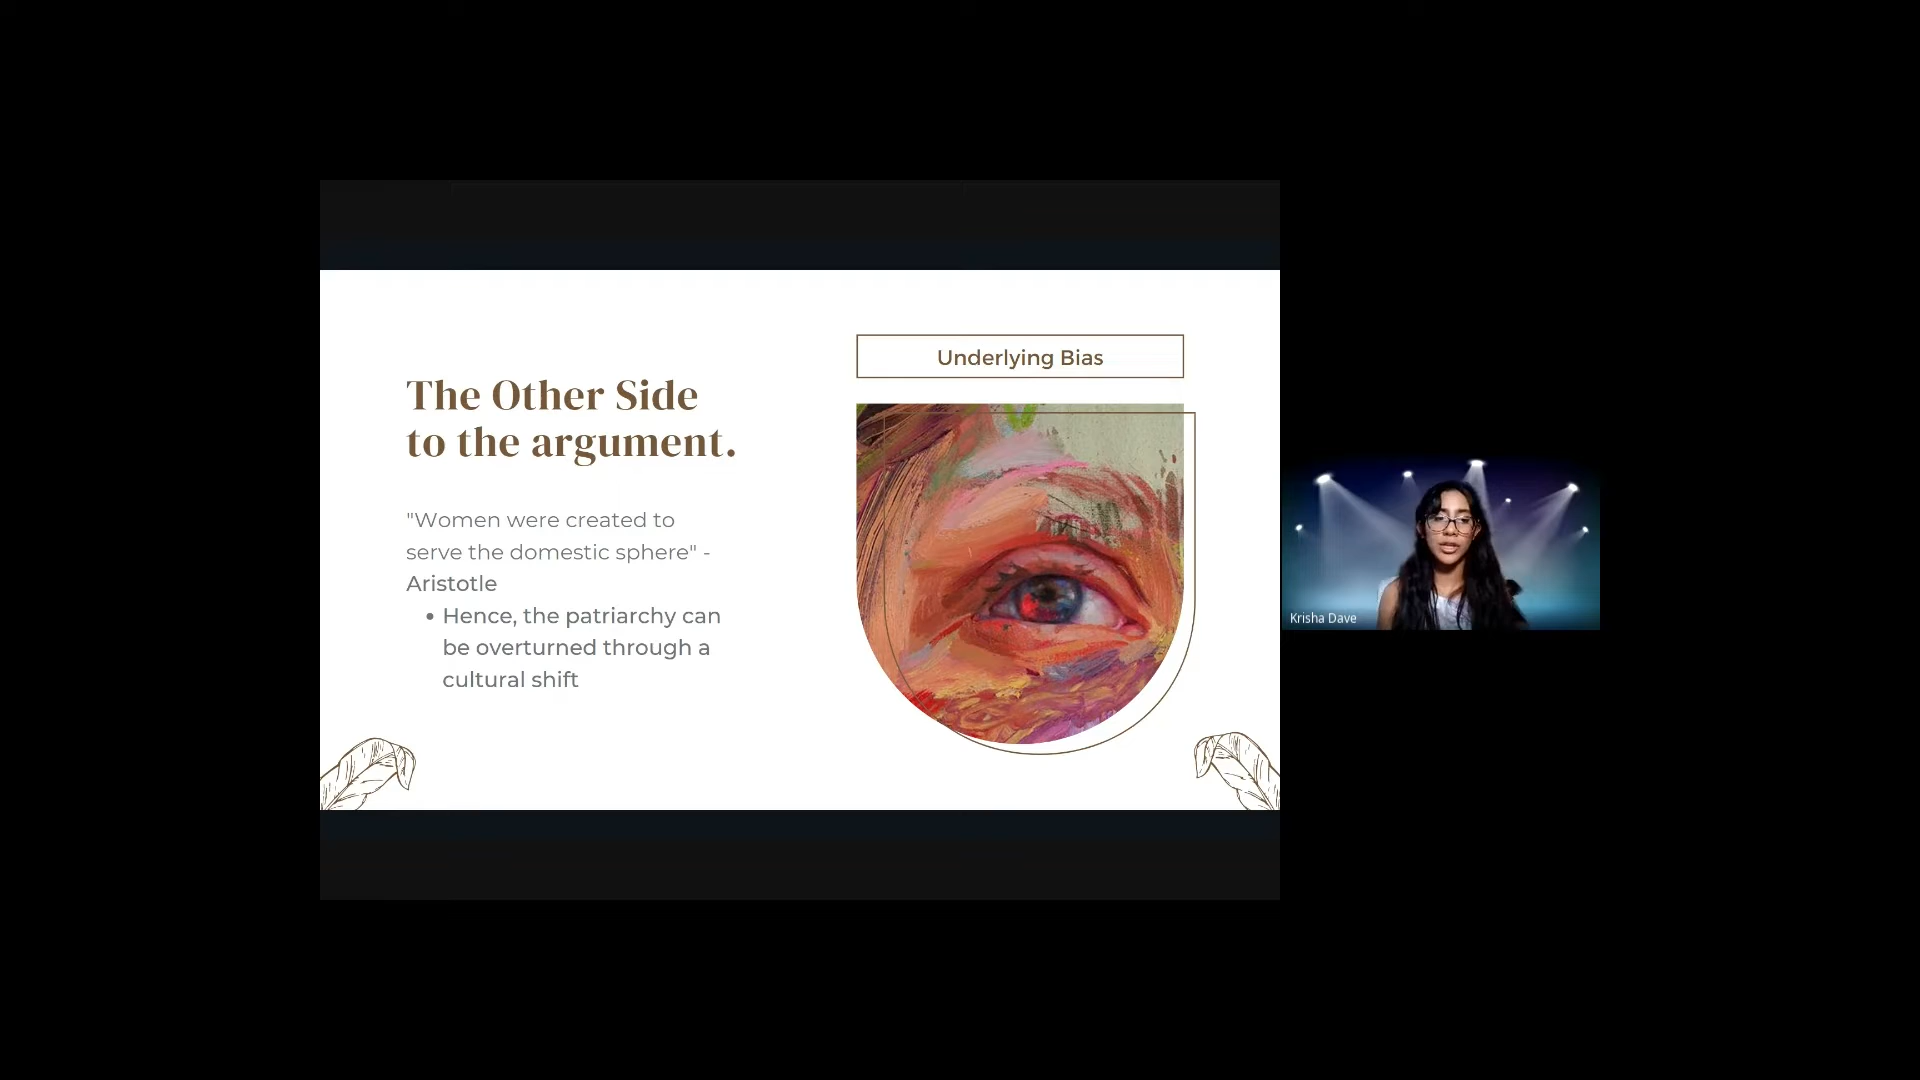 The Other Side
to the argument.
"Women were created to
serve the domestic sphere" -
Aristotle
• Hence, the patriarchy can
be overturned through a
cultural shift
Underlying Bias
Krisha Dave